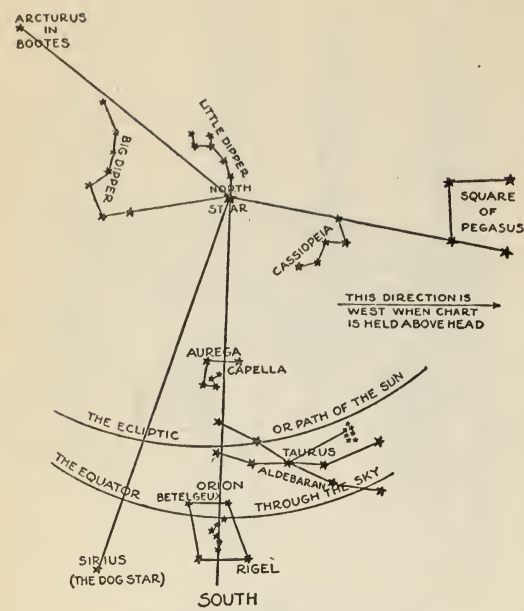 ARCTURUS
IN
BOOTES
BIG DIPPER
LITTLE DIPPER
NORTH
STAR
CASSIOPEIA
SQUARE
OF
PEGASUS
THIS DIRECTION IS
WEST WHEN CHART
IS HELD ABOVE HEAD
AUREGA
CAPELLA
THE ECLIPTIC OR PATH OF THE SUN
TAURUS
ALDEBARAN
THE EQUATOR THROUGH THE SKY
ORION
BETELGEUX
RIGEL
SIRIUS
(THE DOG STAR)
SOUTH